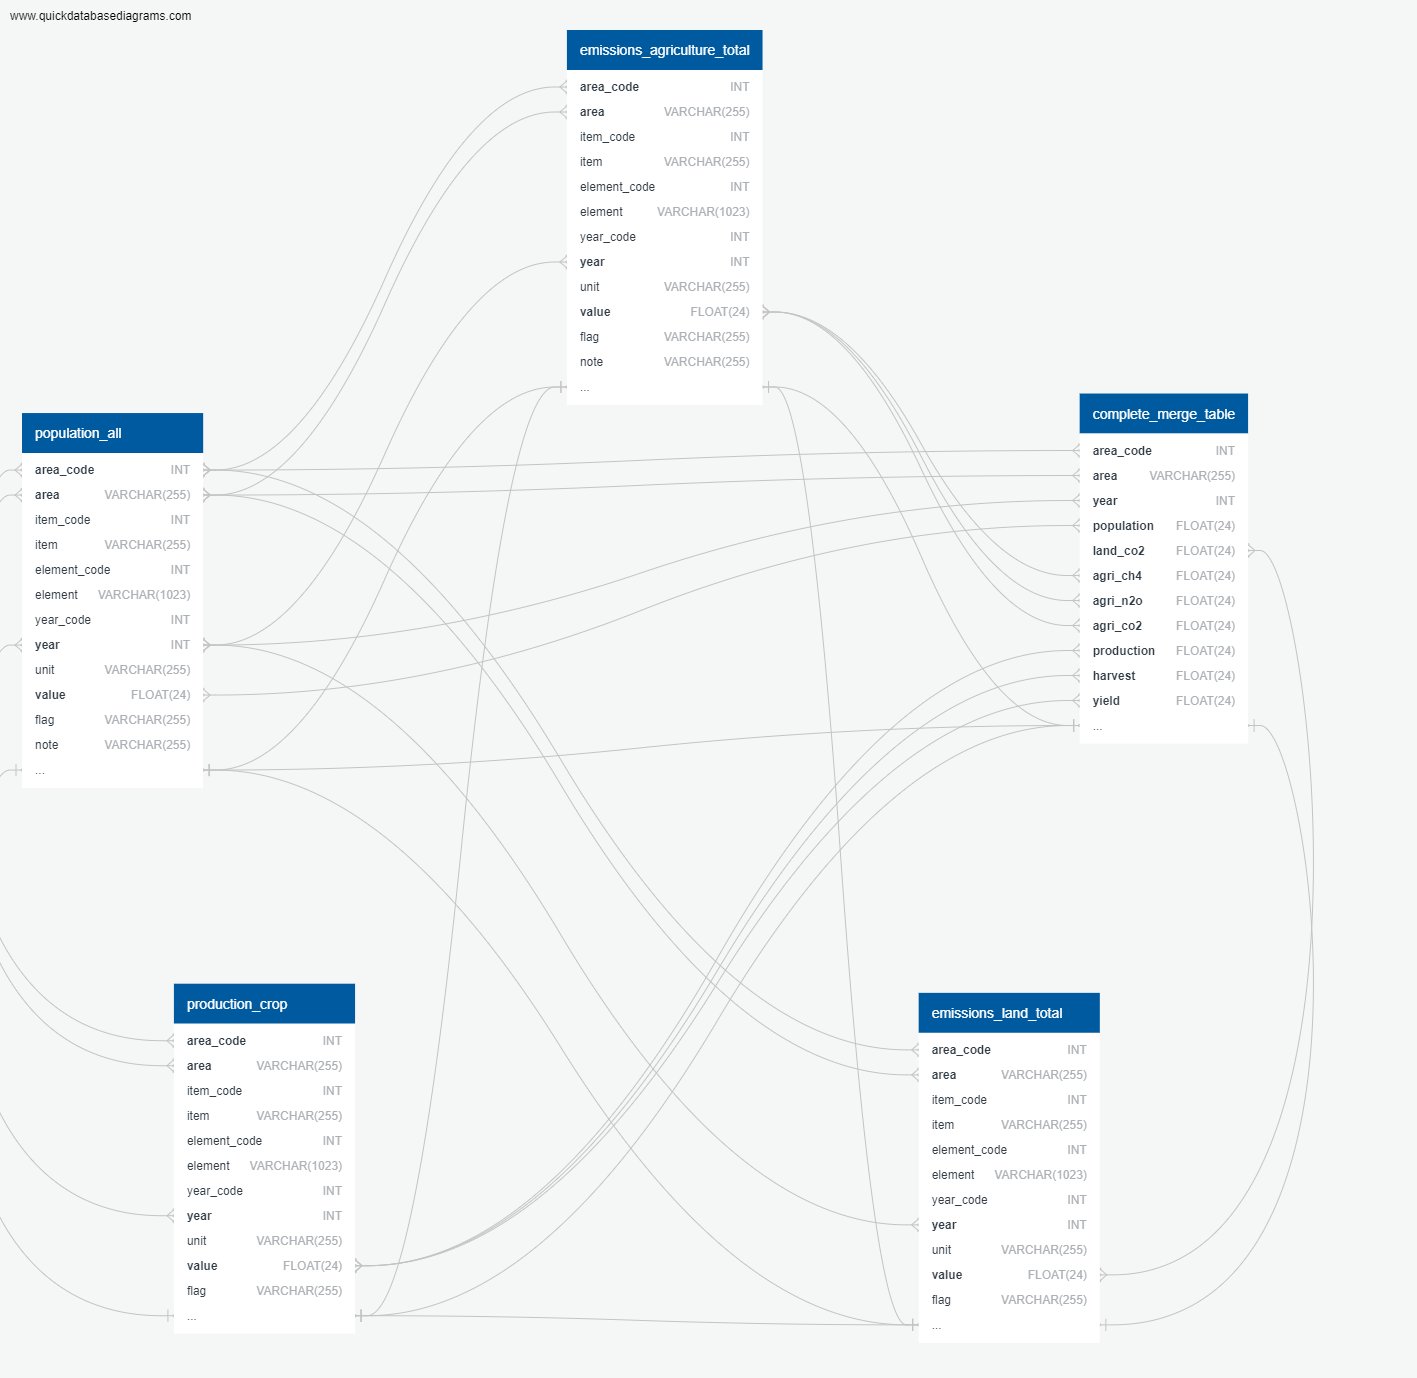 www.quickdatabasediagrams.com
emissions_agriculture_total
area_code INT
area VARCHAR(255)
item_code INT
item VARCHAR(255)
element_code INT
element VARCHAR(1023)
year_code INT
year INT
unit VARCHAR(255)
value FLOAT(24)
flag VARCHAR(255)
note VARCHAR(255)
...
population_all
area_code INT
area VARCHAR(255)
item_code INT
item VARCHAR(255)
element_code INT
element VARCHAR(1023)
year_code INT
year INT
unit VARCHAR(255)
value FLOAT(24)
flag VARCHAR(255)
note VARCHAR(255)
...
complete_merge_table
area_code INT
area VARCHAR(255)
year INT
population FLOAT(24)
land_co2 FLOAT(24)
agri_ch4 FLOAT(24)
agri_n2o FLOAT(24)
agri_co2 FLOAT(24)
production FLOAT(24)
harvest FLOAT(24)
yield FLOAT(24)
...
production_crop
area_code INT
area VARCHAR(255)
item_code INT
item VARCHAR(255)
element_code INT
element VARCHAR(1023)
year_code INT
year INT
unit VARCHAR(255)
value FLOAT(24)
flag VARCHAR(255)
...
emissions_land_total
area_code INT
area VARCHAR(255)
item_code INT
item VARCHAR(255)
element_code INT
element VARCHAR(1023)
year_code INT
year INT
unit VARCHAR(255)
value FLOAT(24)
flag VARCHAR(255)
...